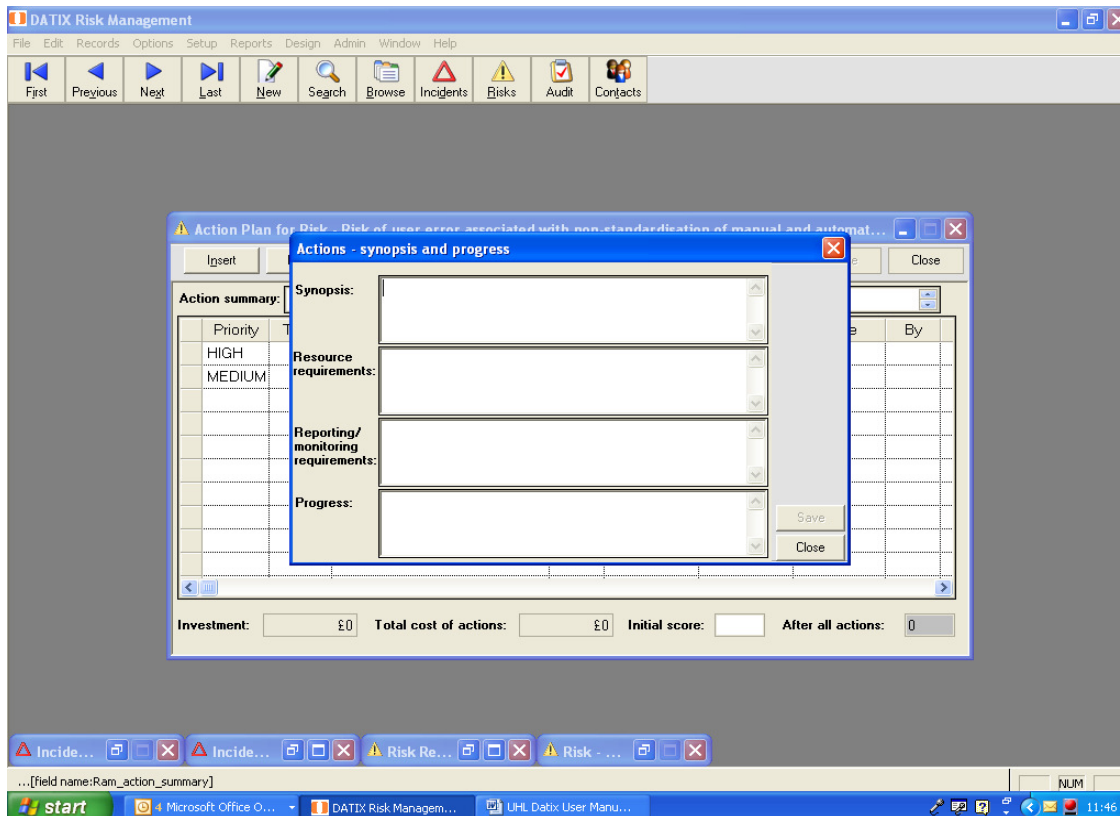 DATIX Risk Management
File Edit Records Options Setup Reports Design Admin Window Help
First Previous Next Last New Search Browse Incidents Risks Audit Contacts
Action Plan for Risk - Risk of user error associated with non-standardisation of manual and automat...
Insert Close
Actions - synopsis and progress
Action summary:
Synopsis:
Priority By
HIGH
MEDIUM
Resource
requirements:
Reporting/
monitoring
requirements:
Progress:
Save
Close
Investment: £0 Total cost of actions: £0 Initial score: After all actions: 0
Incide... Incide... Risk Re... Risk - ...
...[field name:Ram_action_summary] NUM
start 4 Microsoft Office O... DATIX Risk Managem... UHL Datix User Manu... 11:46